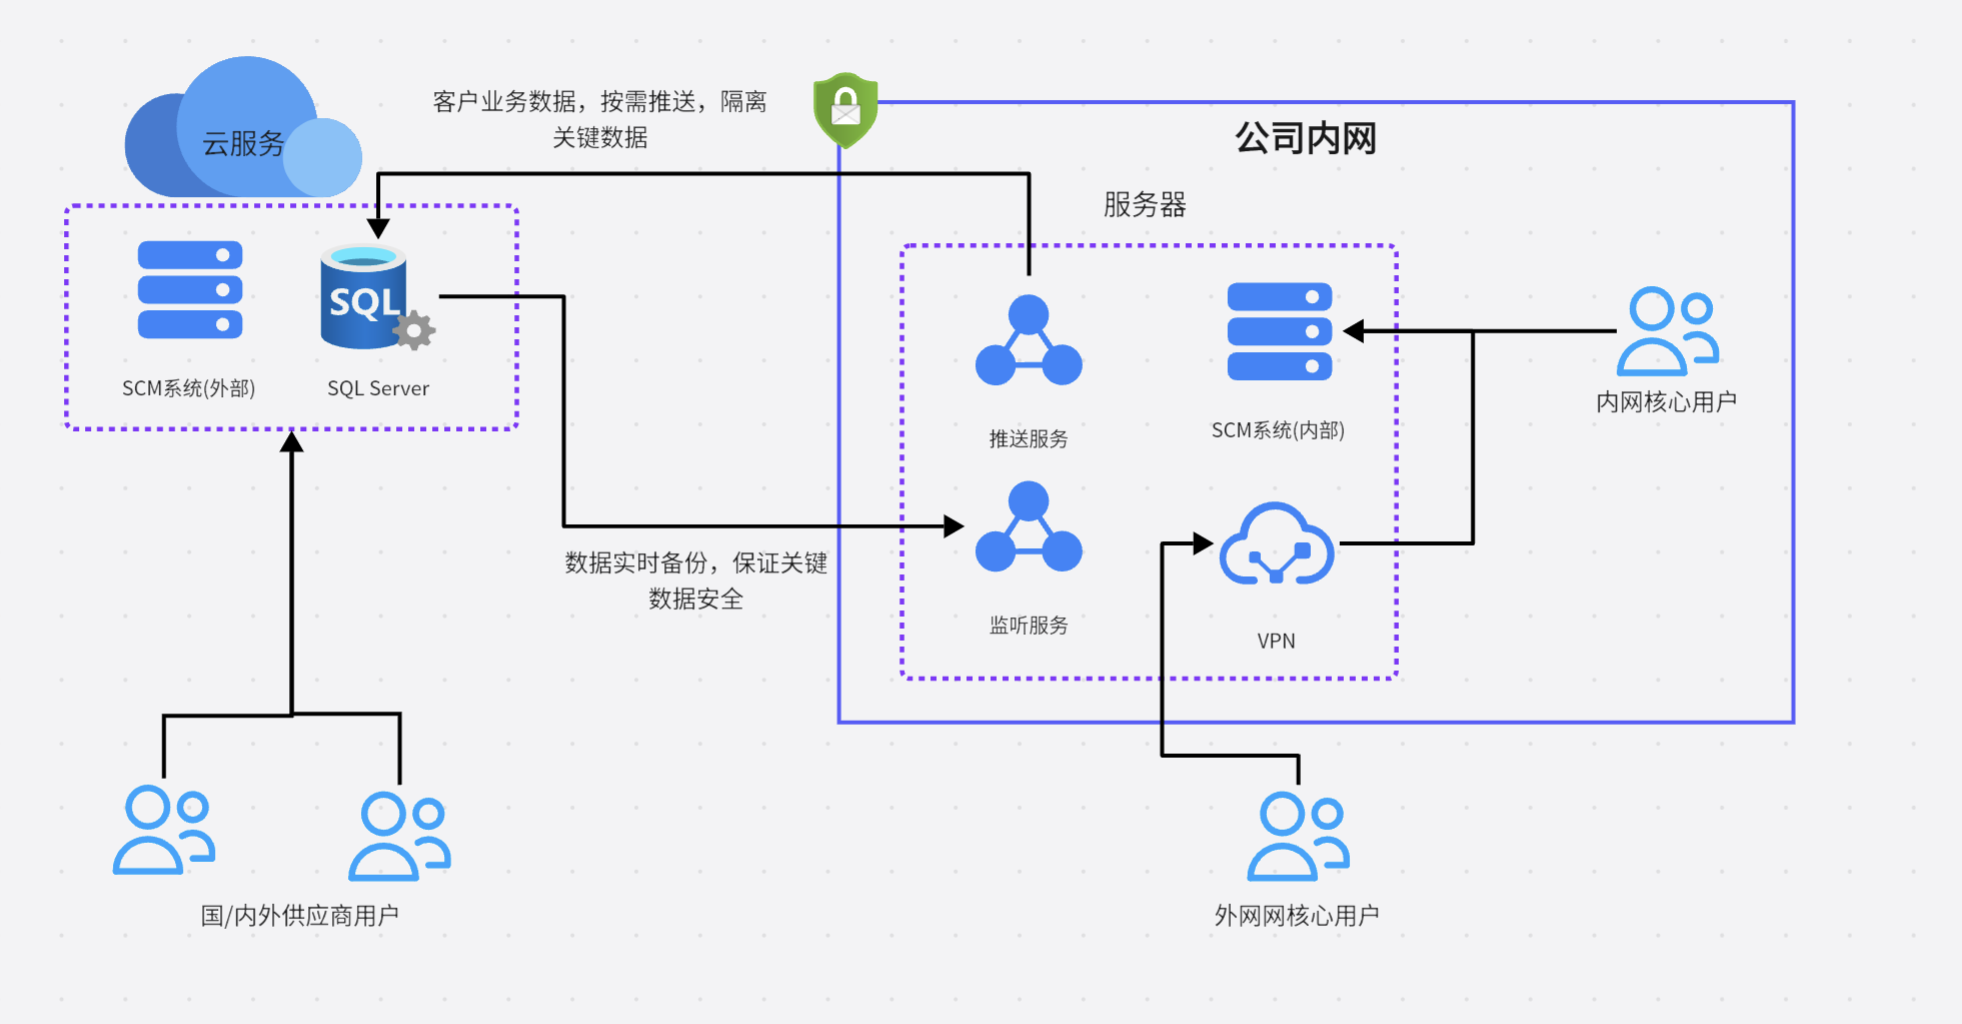 云服务
客户业务数据，按需推送，隔离
关键数据
公司内网
服务器
SQL
SCM系统(外部)
SQL Server
推送服务
SCM系统(内部)
内网核心用户
数据实时备份，保证关键
数据安全
监听服务
VPN
国/内外供应商用户
外网网核心用户